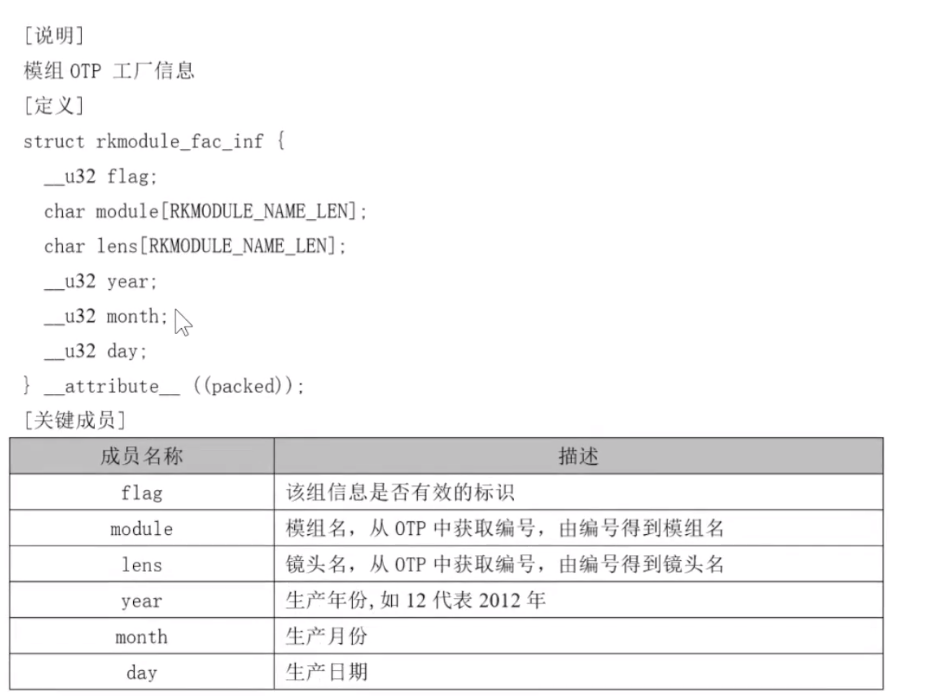 [说明]
模组 OTP 工厂信息
[定义]
struct rkmodule_fac_inf {
__u32 flag;
char module[RKMODULE_NAME_LEN];
char lens[RKMODULE_NAME_LEN];
__u32 year;
__u32 month;
__u32 day;
} __attribute__ ((packed));
[关键成员]
成员名称 描述
flag 该组信息是否有效的标识
module 模组名，从 OTP 中获取编号，由编号得到模组名
lens 镜头名，从 OTP 中获取编号，由编号得到镜头名
year 生产年份,如 12 代表 2012 年
month 生产月份
day 生产日期